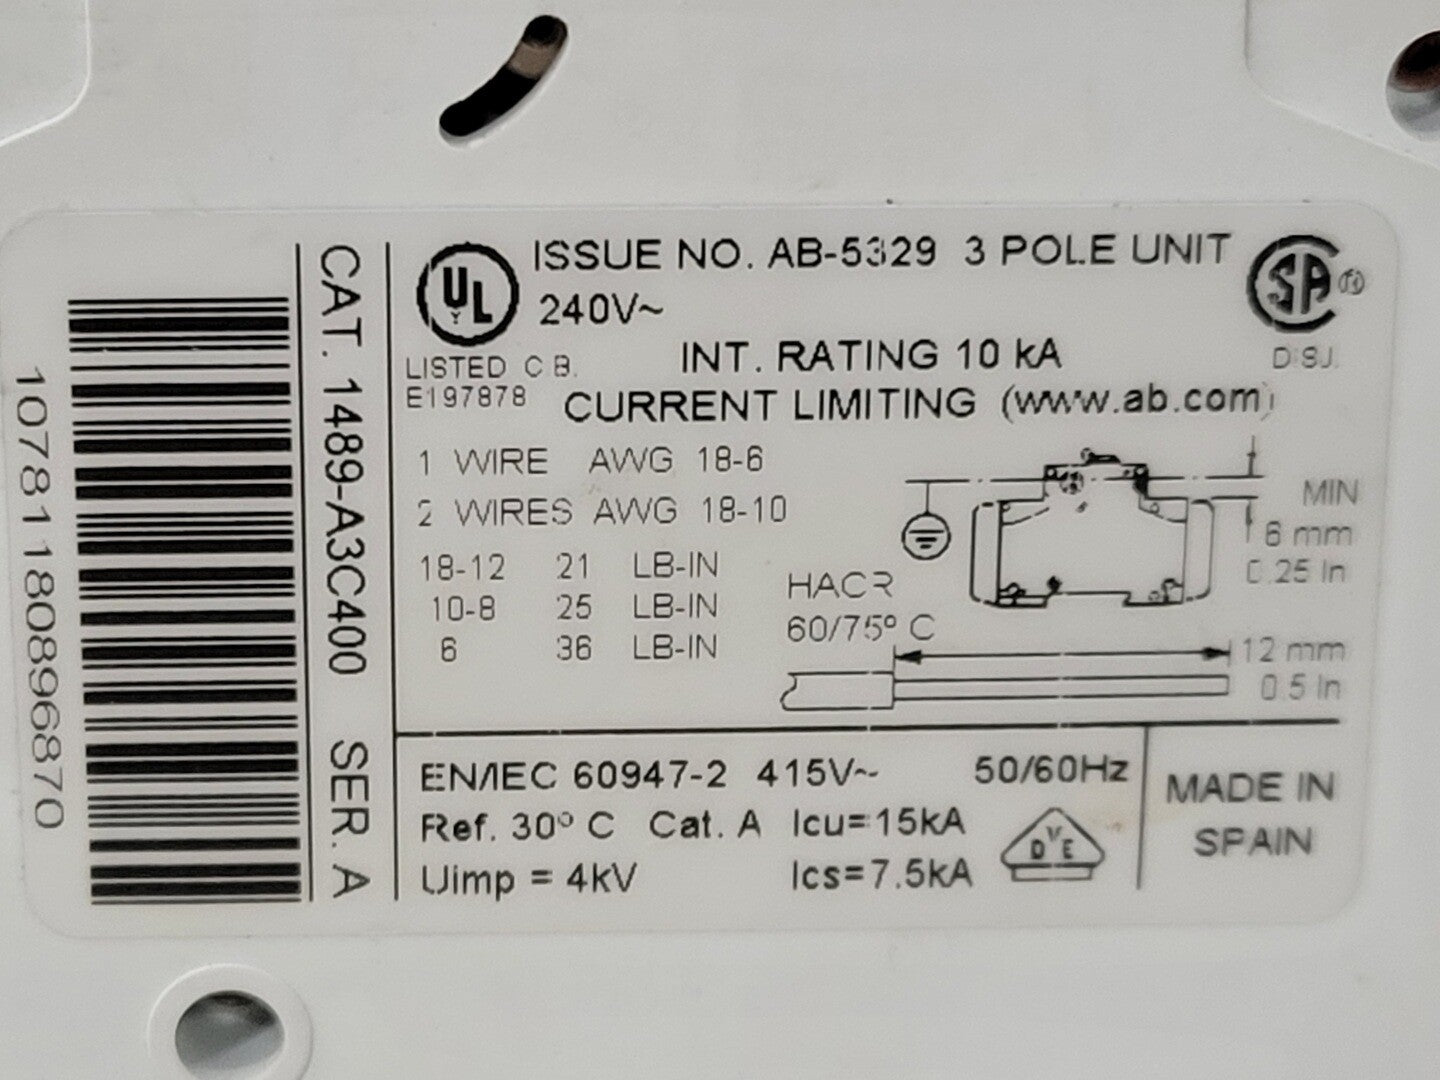 10781180896870
CAT. 1489-A3C400 SER. A
UL
LISTED C.B.
E197878
ISSUE NO. AB-5329 3 POLE UNIT
240V~
INT. RATING 10 kA
CURRENT LIMITING (www.ab.com)
SA ®
DISJ.
1 WIRE AWG 18-6
2 WIRES AWG 18-10
18-12 21 LB-IN
10-8 25 LB-IN
6 36 LB-IN
HACR
60/75° C
MIN
6 mm
0.25 In
12 mm
0.5 In
EN/IEC 60947-2 415V~ 50/60Hz
Ref. 30° C Cat. A Icu=15kA
Uimp = 4kV Ics=7.5kA
DVE
MADE IN
SPAIN